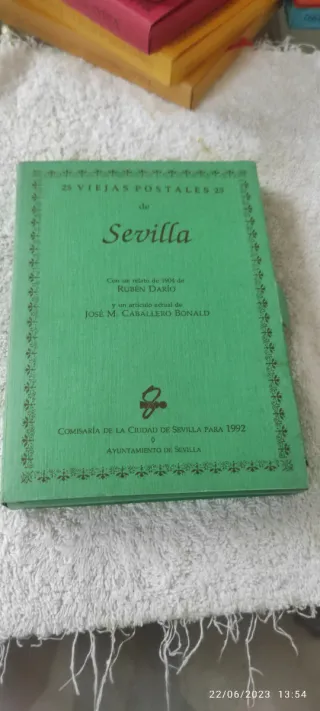 25 VIEJAS POSTALES 25
de
Sevilla
Con un relato de 1904 de
RUBÉN DARÍO
y un artículo actual de
JOSÉ M. CABALLERO BONALD
COMISARÍA DE LA CIUDAD DE SEVILLA PARA 1992
AYUNTAMIENTO DE SEVILLA
22/06/2023 13:54